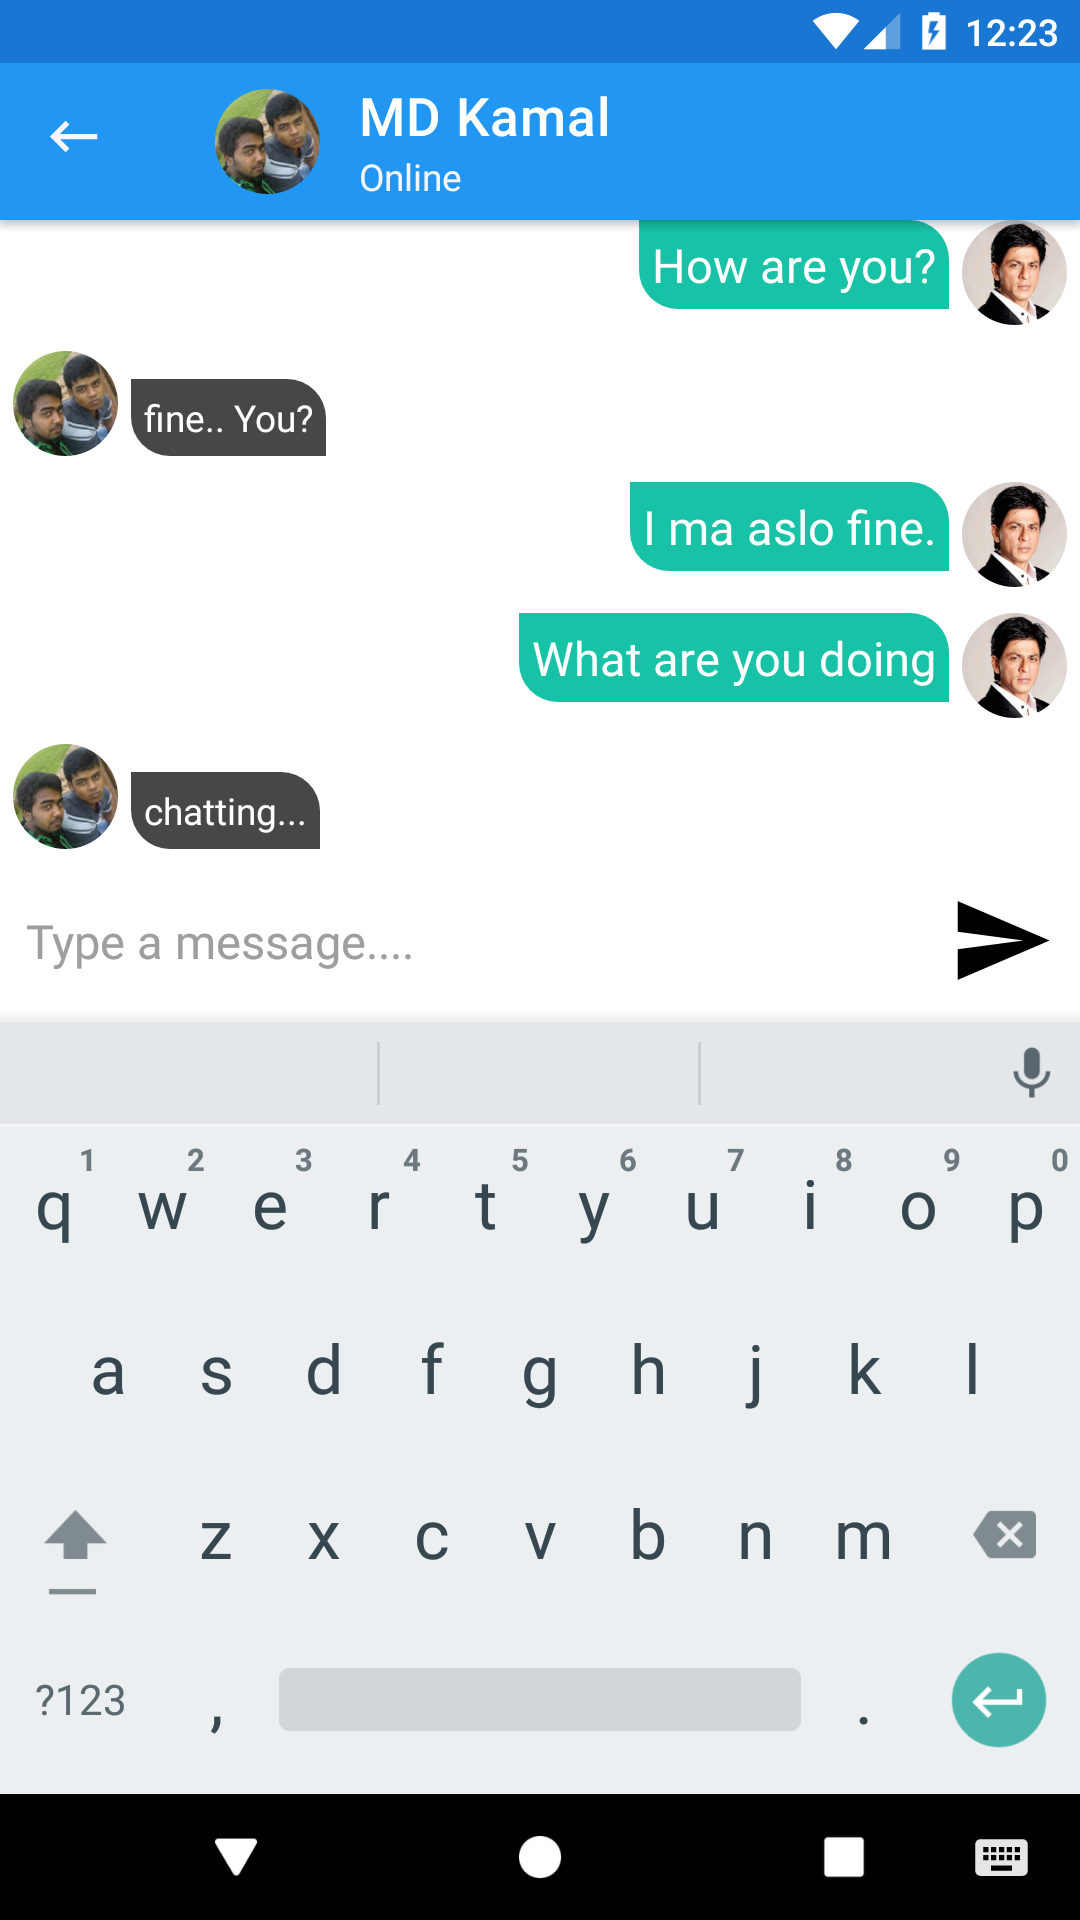 12:23
MD Kamal
Online
How are you?
fine.. You?
I ma aslo fine.
What are you doing
chatting...
Type a message....
1 2 3 4 5 6 7 8 9 0
q w e r t y u i o p
a s d f g h j k l
z x c v b n m
?123 , .